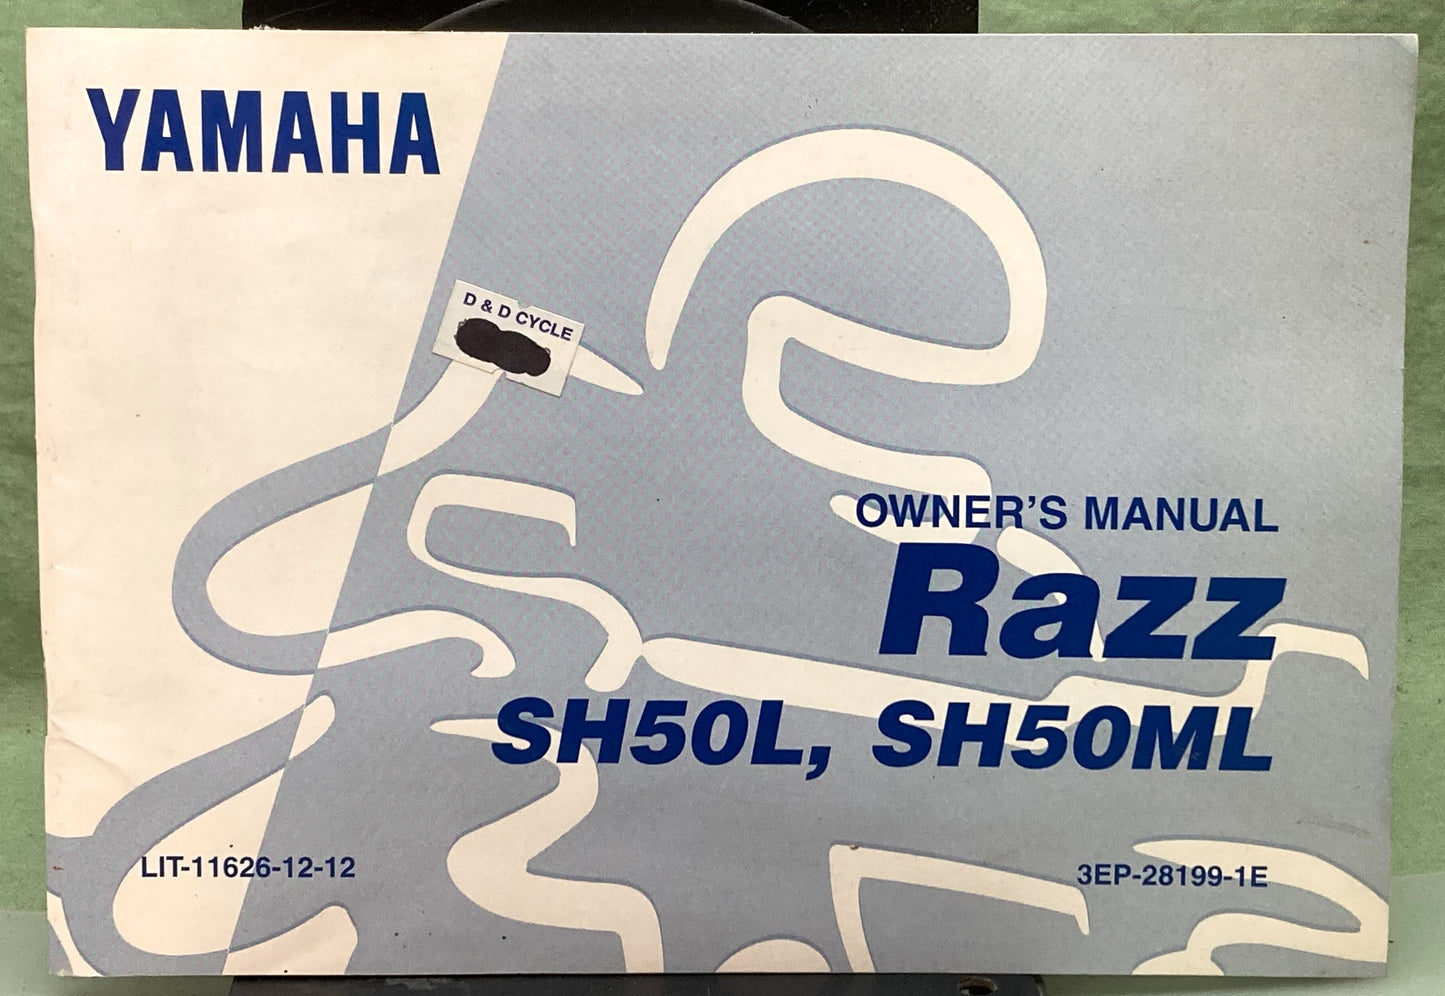 YAMAHA
D & D CYCLE
OWNER'S MANUAL
Razz
SH50L, SH50ML
LIT-11626-12-12
3EP-28199-1E